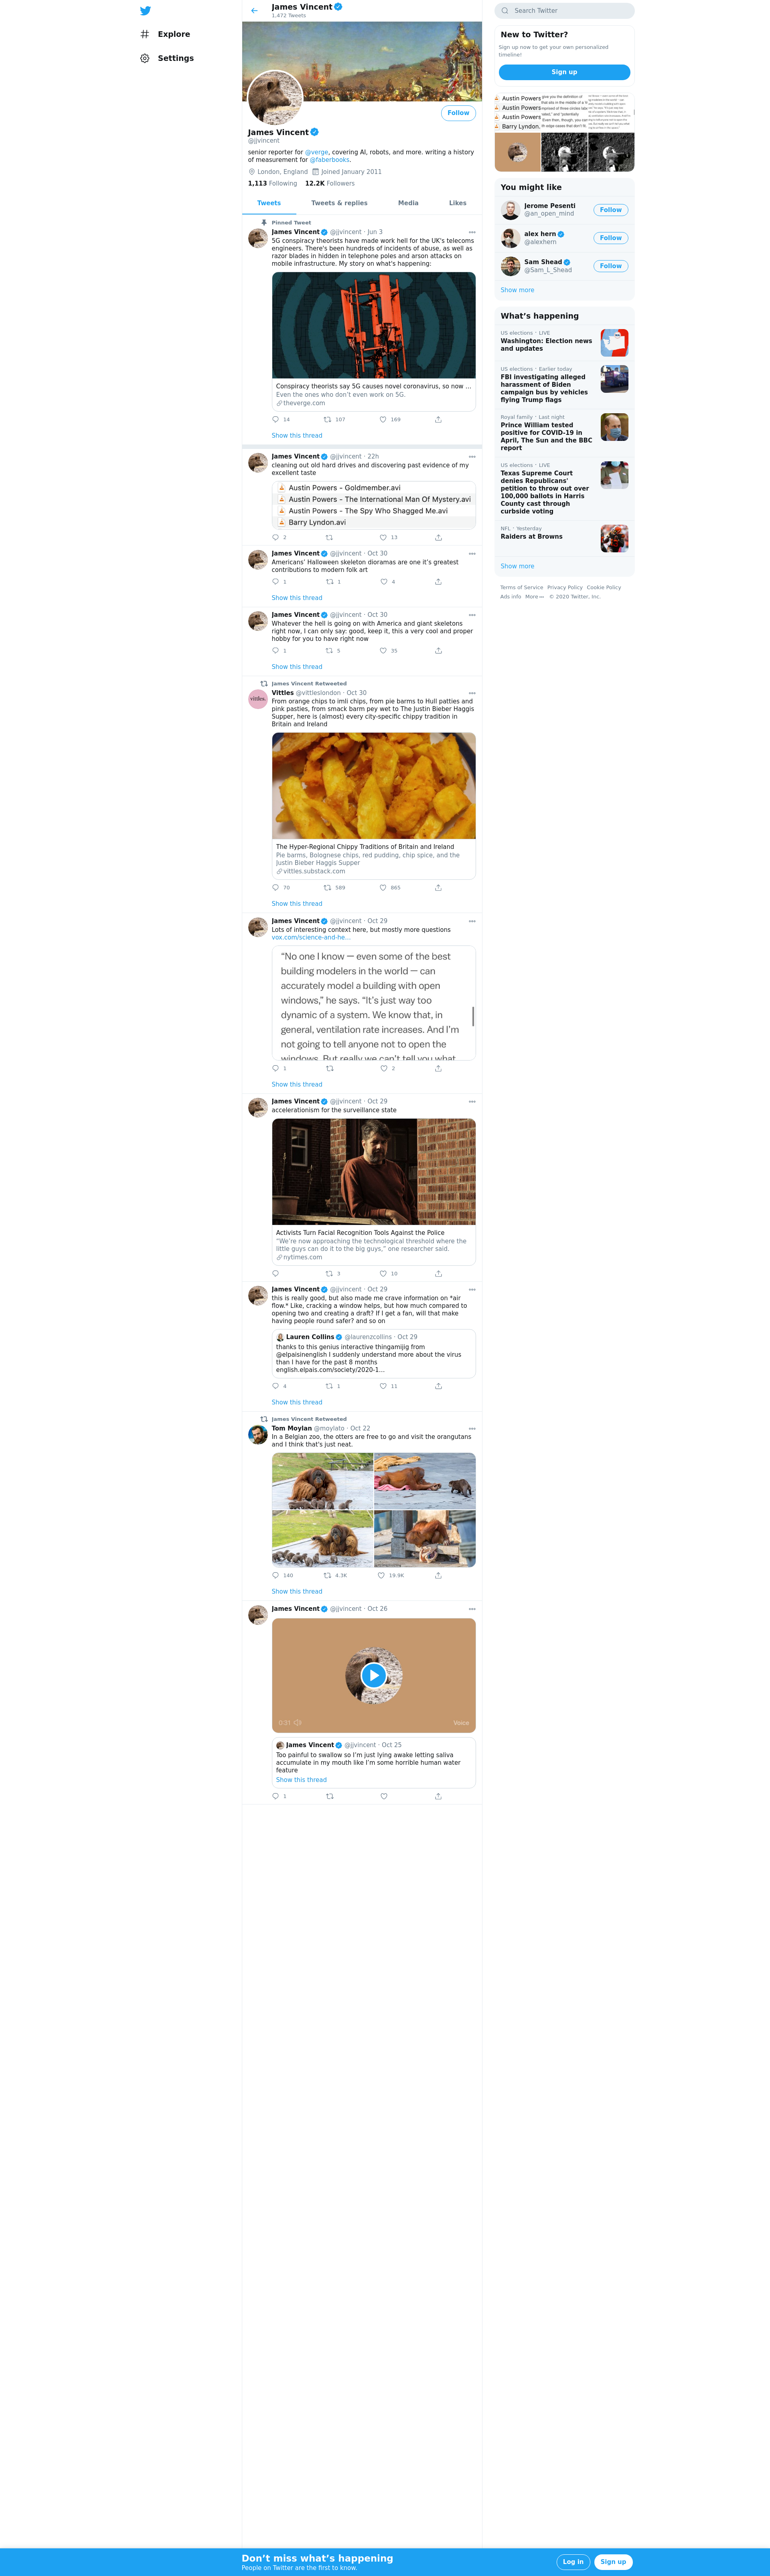 Explore
Settings
James Vincent
1,472 Tweets
Follow
James Vincent
@jjvincent
senior reporter for @verge, covering AI, robots, and more. writing a history
of measurement for @faberbooks.
London, England Joined January 2011
1,113 Following 12.2K Followers
Tweets Tweets & replies Media Likes
Pinned Tweet
James Vincent @jjvincent · Jun 3
5G conspiracy theorists have made work hell for the UK's telecoms
engineers. There's been hundreds of incidents of abuse, as well as
razor blades in hidden in telephone poles and arson attacks on
mobile infrastructure. My story on what's happening:
Conspiracy theorists say 5G causes novel coronavirus, so now ...
Even the ones who don't even work on 5G.
theverge.com
14 107 169
Show this thread
James Vincent @jjvincent · 22h
cleaning out old hard drives and discovering past evidence of my
excellent taste
Austin Powers - Goldmember.avi
Austin Powers - The International Man Of Mystery.avi
Austin Powers - The Spy Who Shagged Me.avi
Barry Lyndon.avi
2 13
James Vincent @jjvincent · Oct 30
Americans' Halloween skeleton dioramas are one it's greatest
contributions to modern folk art
1 1 4
Show this thread
James Vincent @jjvincent · Oct 30
Whatever the hell is going on with America and giant skeletons
right now, I can only say: good, keep it, this a very cool and proper
hobby for you to have right now
1 5 35
Show this thread
James Vincent Retweeted
vittles.
Vittles @vittleslondon · Oct 30
From orange chips to imli chips, from pie barms to Hull patties and
pink pasties, from smack barm pey wet to The Justin Bieber Haggis
Supper, here is (almost) every city-specific chippy tradition in
Britain and Ireland
The Hyper-Regional Chippy Traditions of Britain and Ireland
Pie barms, Bolognese chips, red pudding, chip spice, and the
Justin Bieber Haggis Supper
vittles.substack.com
70 589 865
Show this thread
James Vincent @jjvincent · Oct 29
Lots of interesting context here, but mostly more questions
vox.com/science-and-he...
“No one I know — even some of the best
building modelers in the world — can
accurately model a building with open
windows,” he says. “It’s just way too
dynamic of a system. We know that, in
general, ventilation rate increases. And I’m
not going to tell anyone not to open the
windows. But really we can’t tell you what
1 2
Show this thread
James Vincent @jjvincent · Oct 29
accelerationism for the surveillance state
Activists Turn Facial Recognition Tools Against the Police
“We’re now approaching the technological threshold where the
little guys can do it to the big guys,” one researcher said.
nytimes.com
3 10
James Vincent @jjvincent · Oct 29
this is really good, but also made me crave information on *air
flow.* Like, cracking a window helps, but how much compared to
opening two and creating a draft? If I get a fan, will that make
having people round safer? and so on
Lauren Collins @laurenzcollins · Oct 29
thanks to this genius interactive thingamijig from
@elpaisinenglish I suddenly understand more about the virus
than I have for the past 8 months
english.elpais.com/society/2020-1...
4 1 11
Show this thread
James Vincent Retweeted
Tom Moylan @moylato · Oct 22
In a Belgian zoo, the otters are free to go and visit the orangutans
and I think that's just neat.
140 4.3K 19.9K
Show this thread
James Vincent @jjvincent · Oct 26
0:31
Voice
James Vincent @jjvincent · Oct 25
Too painful to swallow so I'm just lying awake letting saliva
accumulate in my mouth like I'm some horrible human water
feature
Show this thread
1
Search Twitter
New to Twitter?
Sign up now to get your own personalized
timeline!
Sign up
Austin Powers
Austin Powers
Austin Powers
Barry Lyndon.
You might like
Jerome Pesenti
@an_open_mind
Follow
alex hern
@alexhern
Follow
Sam Shead
@Sam_L_Shead
Follow
Show more
What’s happening
US elections · LIVE
Washington: Election news
and updates
US elections · Earlier today
FBI investigating alleged
harassment of Biden
campaign bus by vehicles
flying Trump flags
Royal family · Last night
Prince William tested
positive for COVID-19 in
April, The Sun and the BBC
report
US elections · LIVE
Texas Supreme Court
denies Republicans'
petition to throw out over
100,000 ballots in Harris
County cast through
curbside voting
NFL · Yesterday
Raiders at Browns
Show more
Terms of Service Privacy Policy Cookie Policy
Ads info More ··· © 2020 Twitter, Inc.
Don’t miss what’s happening
People on Twitter are the first to know.
Log in Sign up